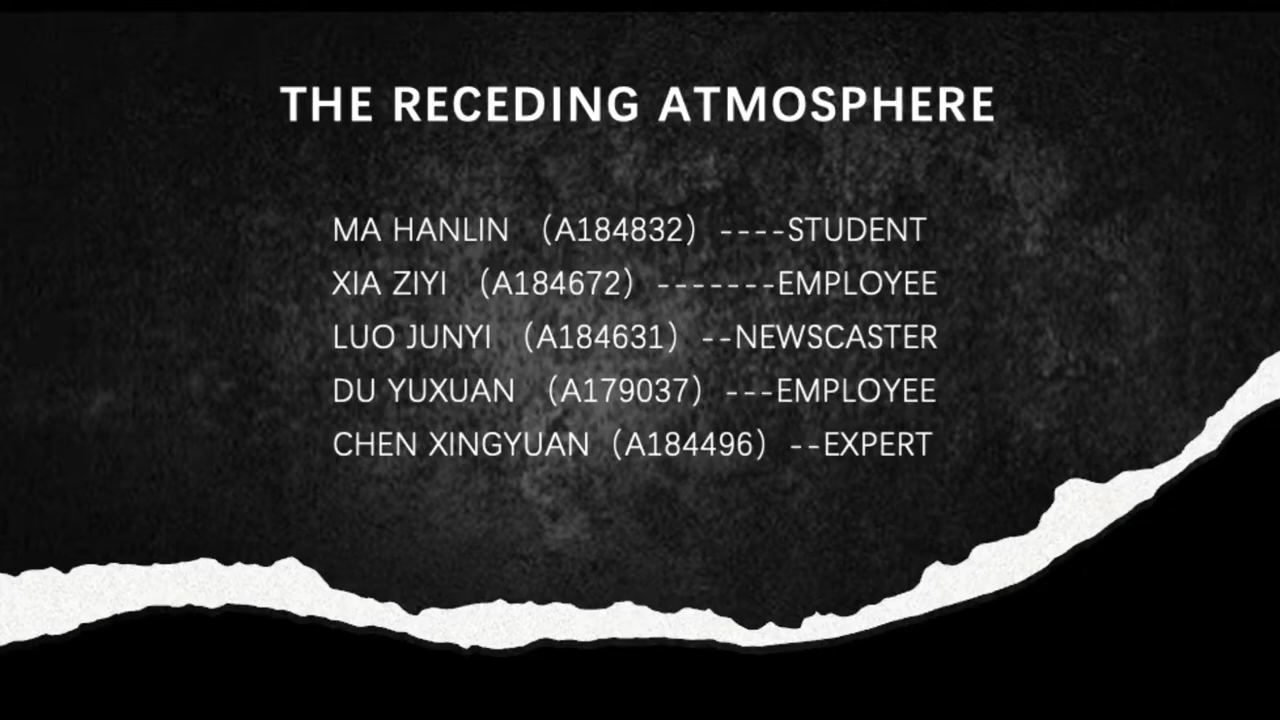 THE RECEDING ATMOSPHERE
MA HANLIN （A184832）----STUDENT
XIA ZIYI （A184672）-------EMPLOYEE
LUO JUNYI （A184631）--NEWSCASTER
DU YUXUAN （A179037）---EMPLOYEE
CHEN XINGYUAN（A184496）--EXPERT